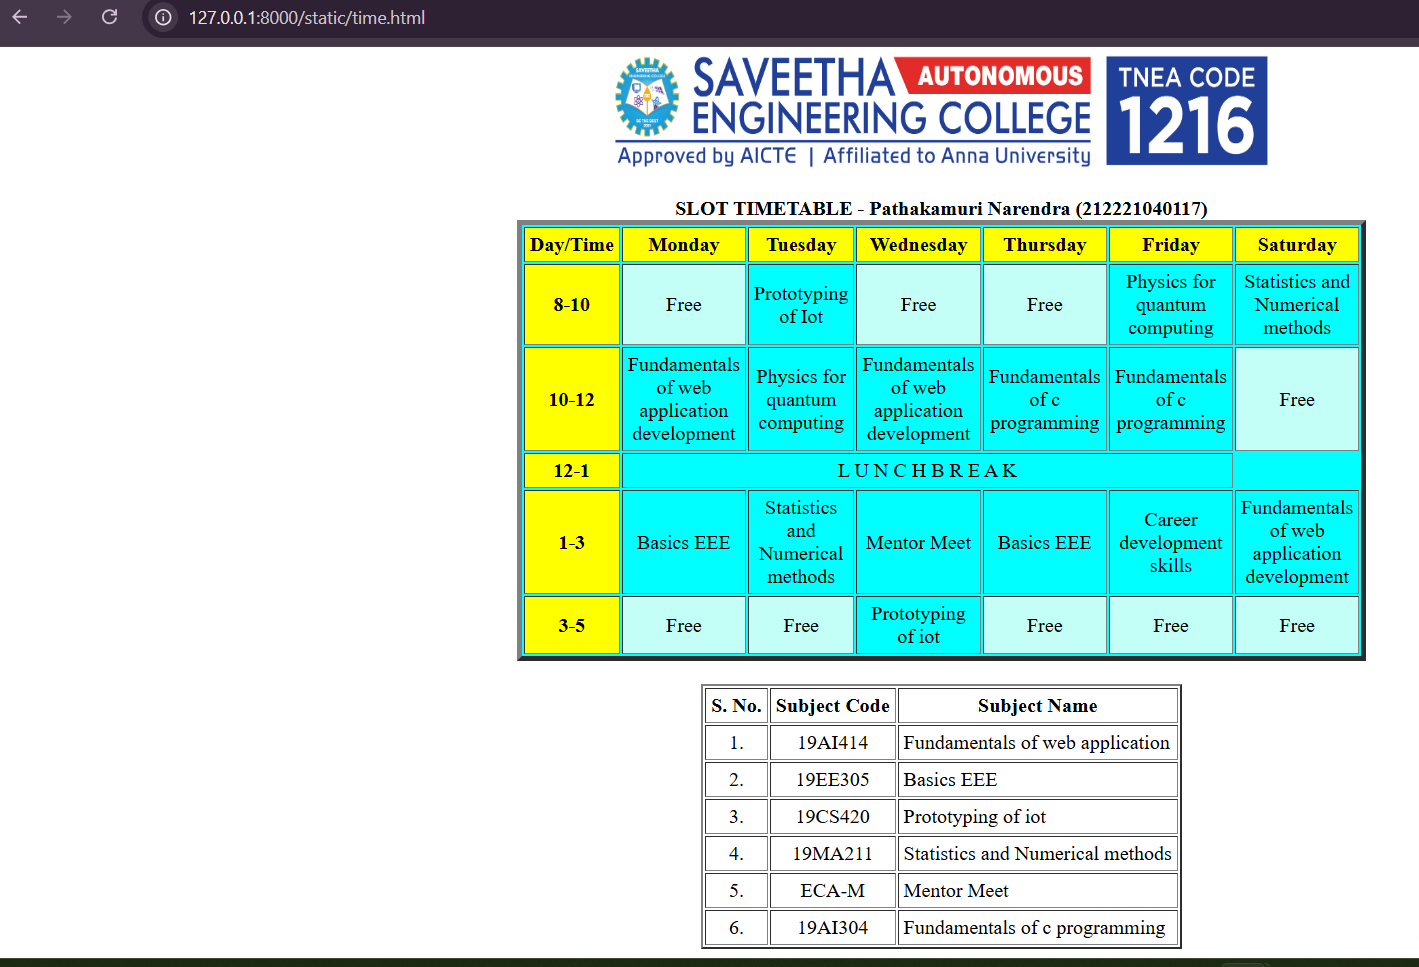 127.0.0.1:8000/static/time.html
SAVEETHA AUTONOMOUS
ENGINEERING COLLEGE
Approved by AICTE | Affiliated to Anna University
TNEA CODE
1216
SLOT TIMETABLE - Pathakamuri Narendra (212221040117)
Day/Time Monday Tuesday Wednesday Thursday Friday Saturday
8-10 Free Prototyping of Iot Free Free Physics for quantum computing Statistics and Numerical methods
10-12 Fundamentals of web application development Physics for quantum computing Fundamentals of web application development Fundamentals of c programming Fundamentals of c programming Free
12-1 L U N C H B R E A K
1-3 Basics EEE Statistics and Numerical methods Mentor Meet Basics EEE Career development skills Fundamentals of web application development
3-5 Free Free Prototyping of iot Free Free Free
S. No. Subject Code Subject Name
1. 19AI414 Fundamentals of web application
2. 19EE305 Basics EEE
3. 19CS420 Prototyping of iot
4. 19MA211 Statistics and Numerical methods
5. ECA-M Mentor Meet
6. 19AI304 Fundamentals of c programming